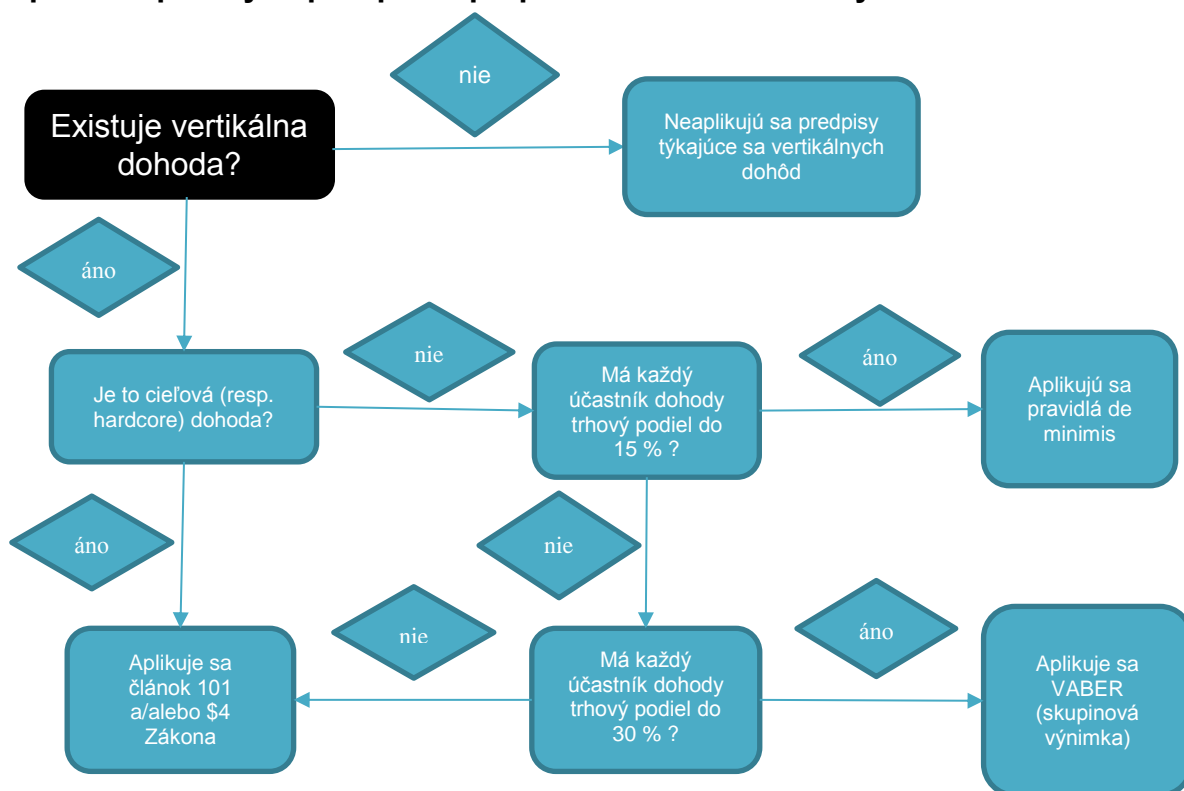 nie
Existuje vertikálna
dohoda?
Neaplikujú sa predpisy
týkajúce sa vertikálnych
dohôd
áno
nie
áno
Je to cieľová (resp.
hardcore) dohoda?
Má každý
účastník dohody
trhový podiel do
15 % ?
Aplikujú sa
pravidlá de
minimis
áno
nie
nie
áno
Aplikuje sa
článok 101
a/alebo $4
Zákona
Má každý
účastník dohody
trhový podiel do
30 % ?
Aplikuje sa
VABER
(skupinová
výnimka)